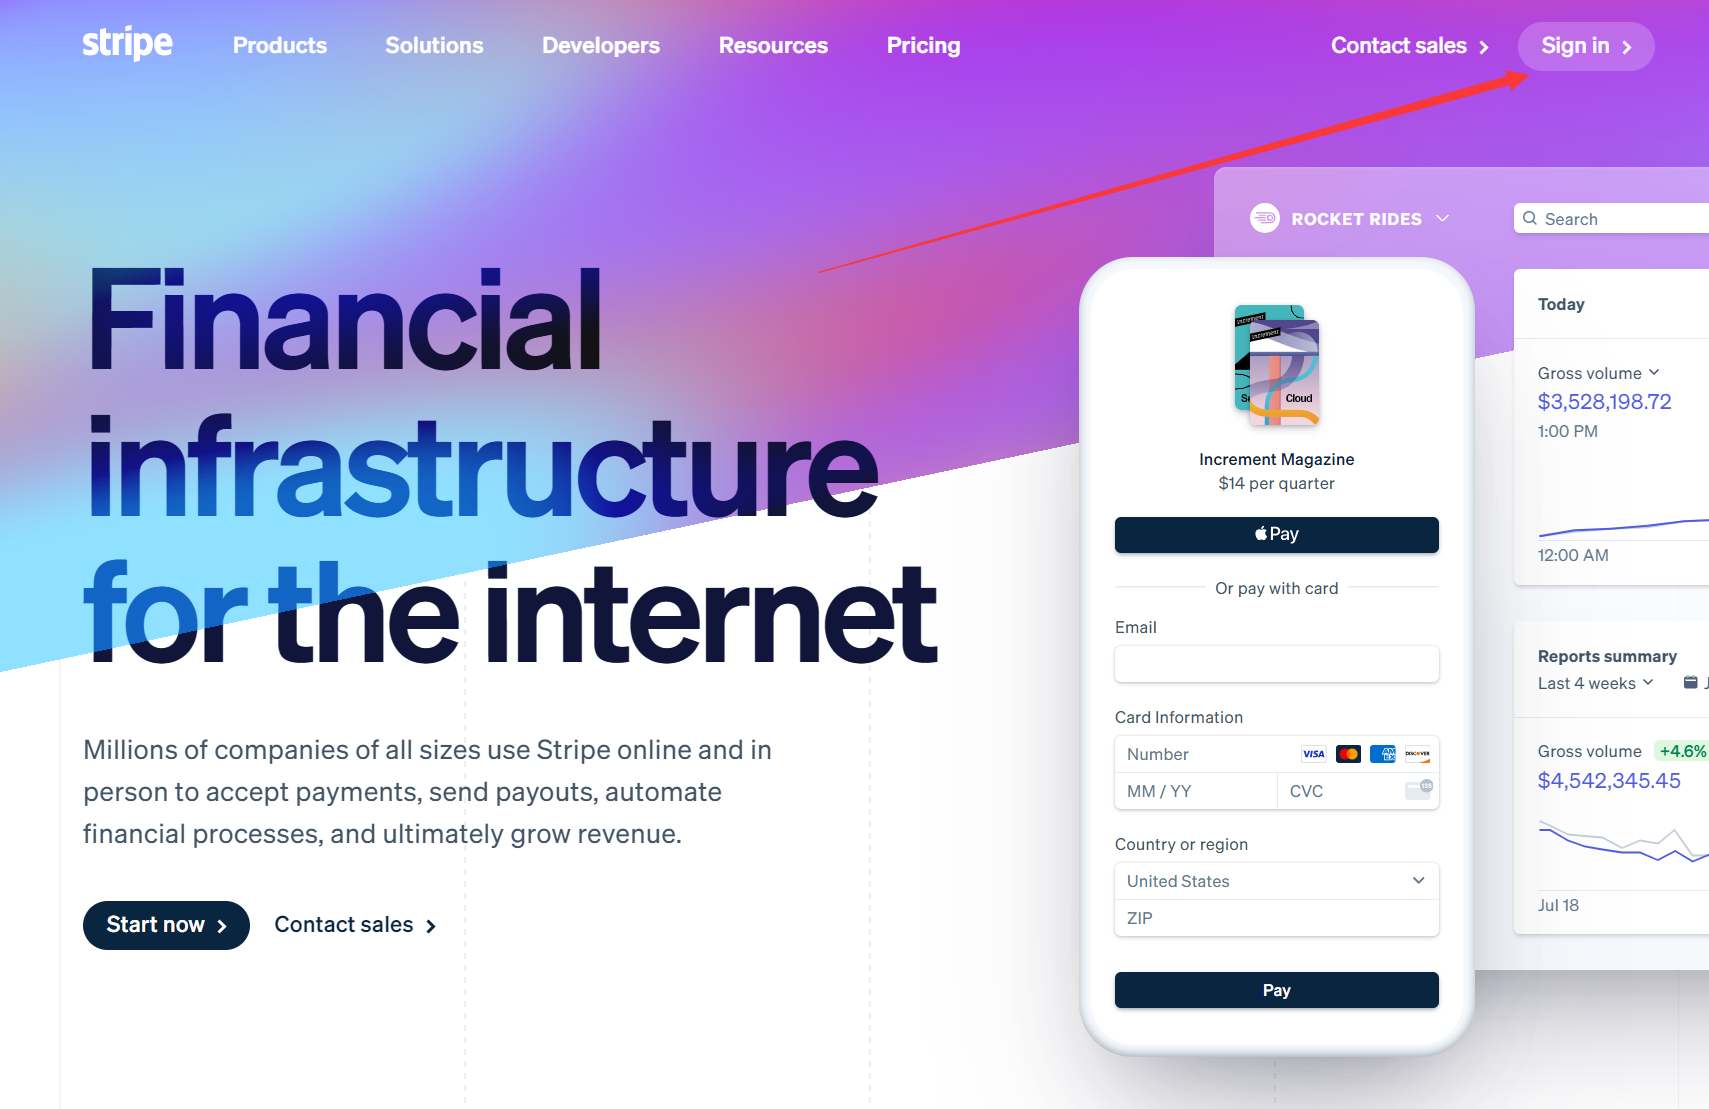 stripe
Products
Solutions
Developers
Resources
Pricing
Contact sales
Sign in
Financial
infrastructure
for the internet
Millions of companies of all sizes use Stripe online and in
person to accept payments, send payouts, automate
financial processes, and ultimately grow revenue.
Start now
Contact sales
increment
increment
Cloud
Increment Magazine
$14 per quarter
Pay
Or pay with card
Email
Card Information
Number
VISA
AMEX
DISCOVER
MM / YY
CVC
135
Country or region
United States
ZIP
Pay
ROCKET RIDES
Search
Today
Gross volume
$3,528,198.72
1:00 PM
12:00 AM
Reports summary
Last 4 weeks
J
Gross volume +4.6%
$4,542,345.45
Jul 18